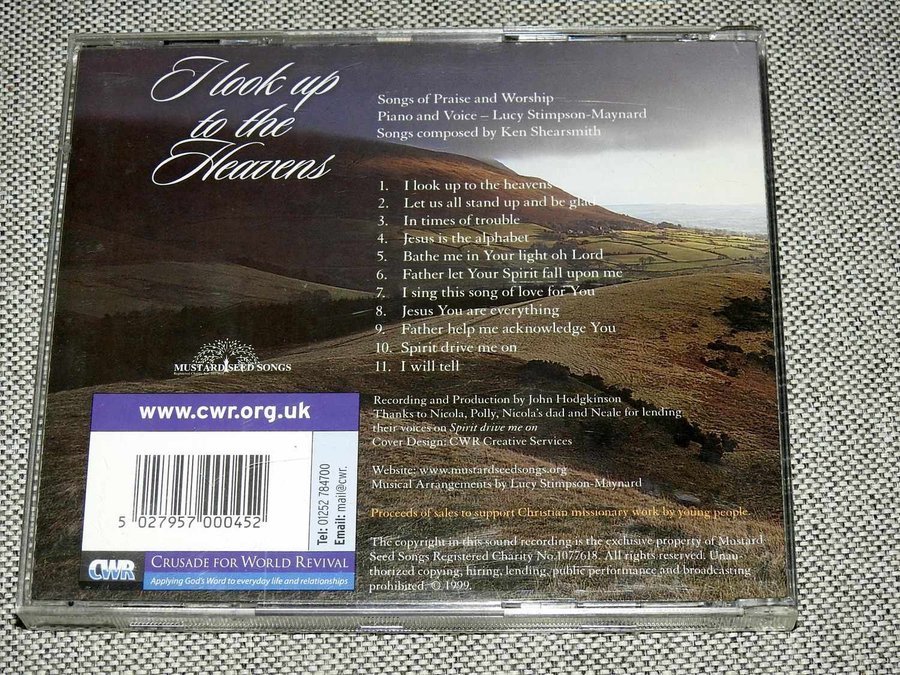 I look up
to the
Heavens
Songs of Praise and Worship
Piano and Voice – Lucy Stimpson-Maynard
Songs composed by Ken Shearsmith
1. I look up to the heavens
2. Let us all stand up and be glad
3. In times of trouble
4. Jesus is the alphabet
5. Bathe me in Your light oh Lord
6. Father let Your Spirit fall upon me
7. I sing this song of love for You
8. Jesus You are everything
9. Father help me acknowledge You
10. Spirit drive me on
11. I will tell
MUSTARD SEED SONGS
Recording and Production by John Hodgkinson
Thanks to Nicola, Polly, Nicola's dad and Neale for lending
their voices on Spirit drive me on
Cover Design: CWR Creative Services
Website: www.mustardseedsongs.org
Musical Arrangements by Lucy Stimpson-Maynard
Proceeds of sales to support Christian missionary work by young people.
The copyright in this sound recording is the exclusive property of Mustard
Seed Songs Registered Charity No.1077618. All rights reserved. Unau-
thorized copying, hiring, lending, public performance and broadcasting
prohibited. © 1999.
www.cwr.org.uk
5 027957 000452
Tel: 01252 784700
Email: mail@cwr.
CWR
CRUSADE FOR WORLD REVIVAL
Applying God's Word to everyday life and relationships